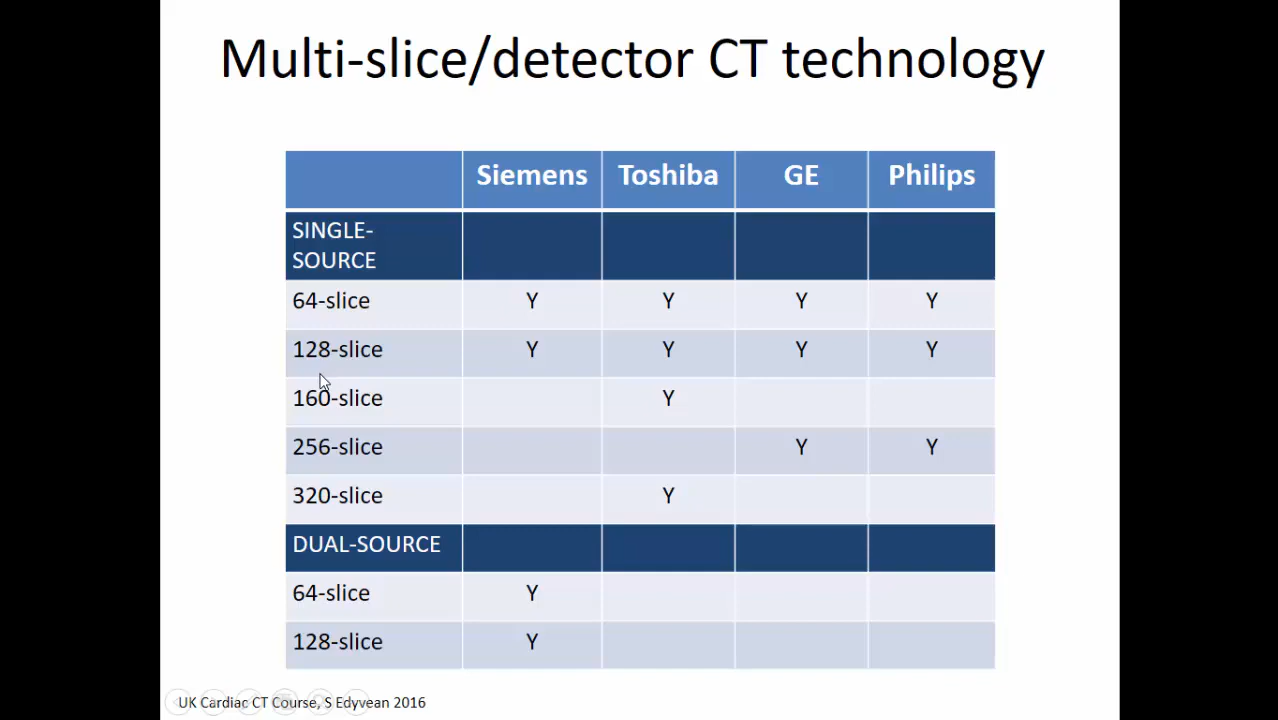 Multi-slice/detector CT technology
Siemens Toshiba GE Philips
SINGLE-
SOURCE
64-slice Y Y Y Y
128-slice Y Y Y Y
160-slice Y
256-slice Y Y
320-slice Y
DUAL-SOURCE
64-slice Y
128-slice Y
UK Cardiac CT Course, S Edyvean 2016